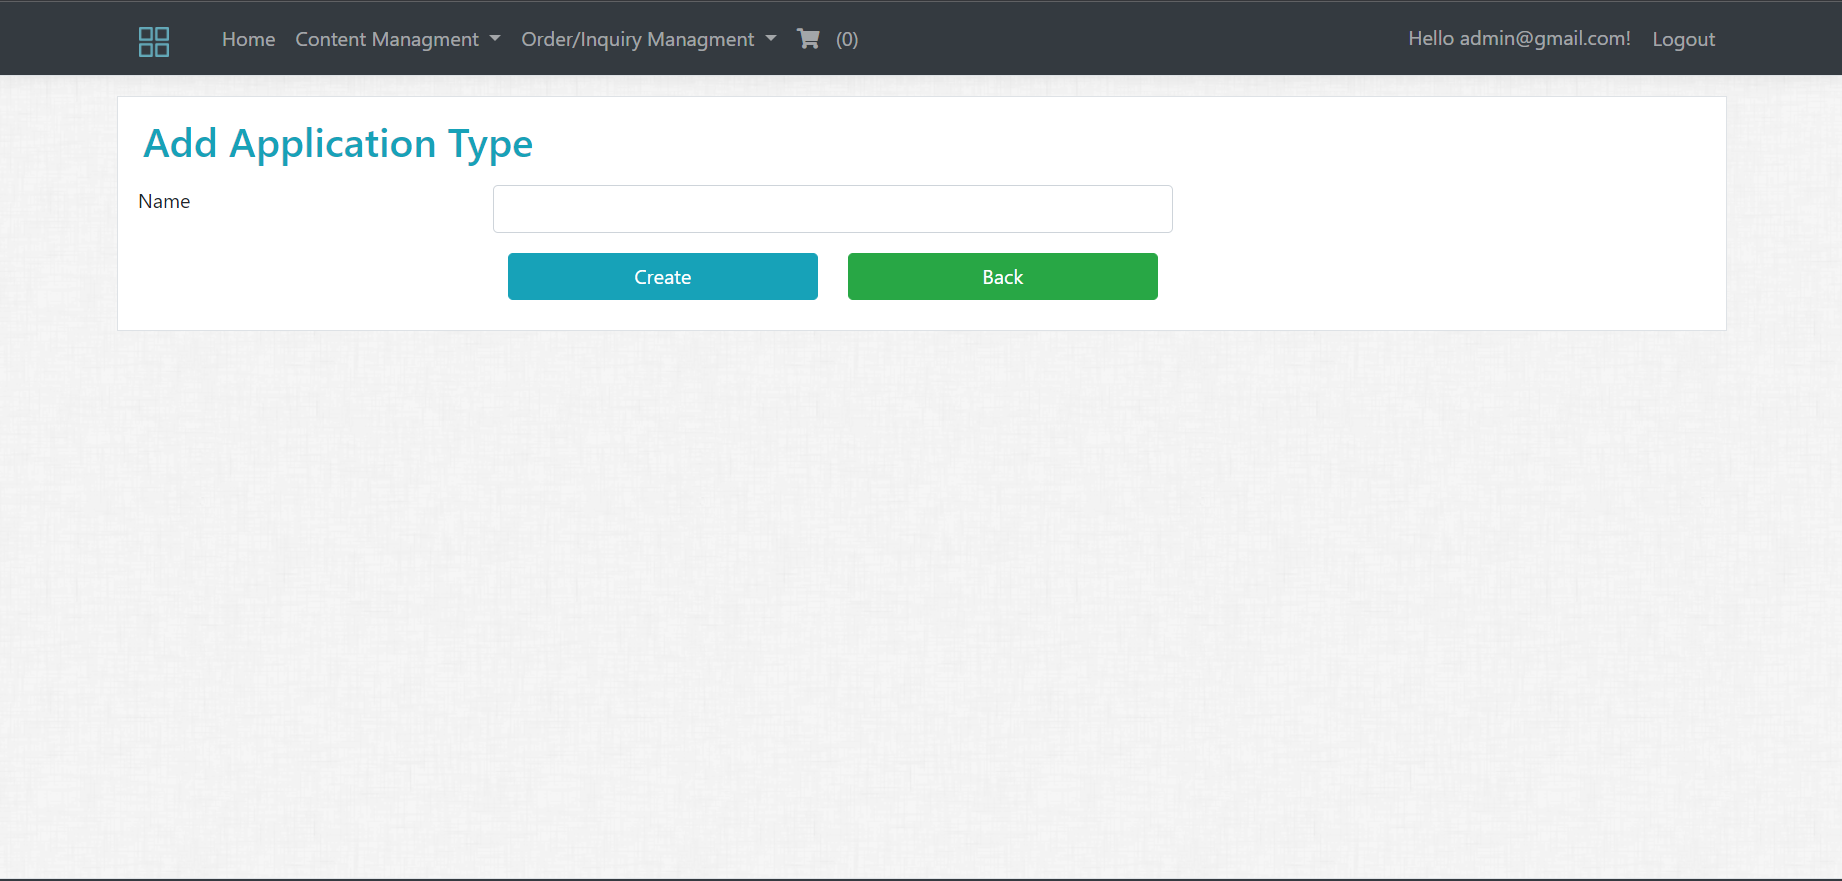 Home Content Managment Order/Inquiry Managment (0) Hello admin@gmail.com! Logout
Add Application Type
Name
Create Back